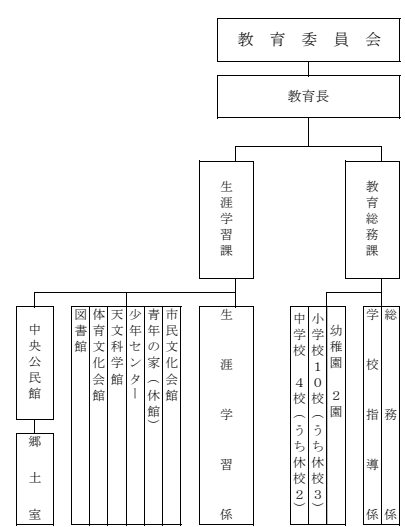 教育委員会
教育長
教育総務課
生涯学習課
総務係
学校指導係
幼稚園 2園
小学校10校（うち休校3）
中学校 4校（うち休校2）
生涯学習係
市民文化会館
青年の家（休館）
少年センター
天文科学館
体育文化会館
図書館
中央公民館
郷土室